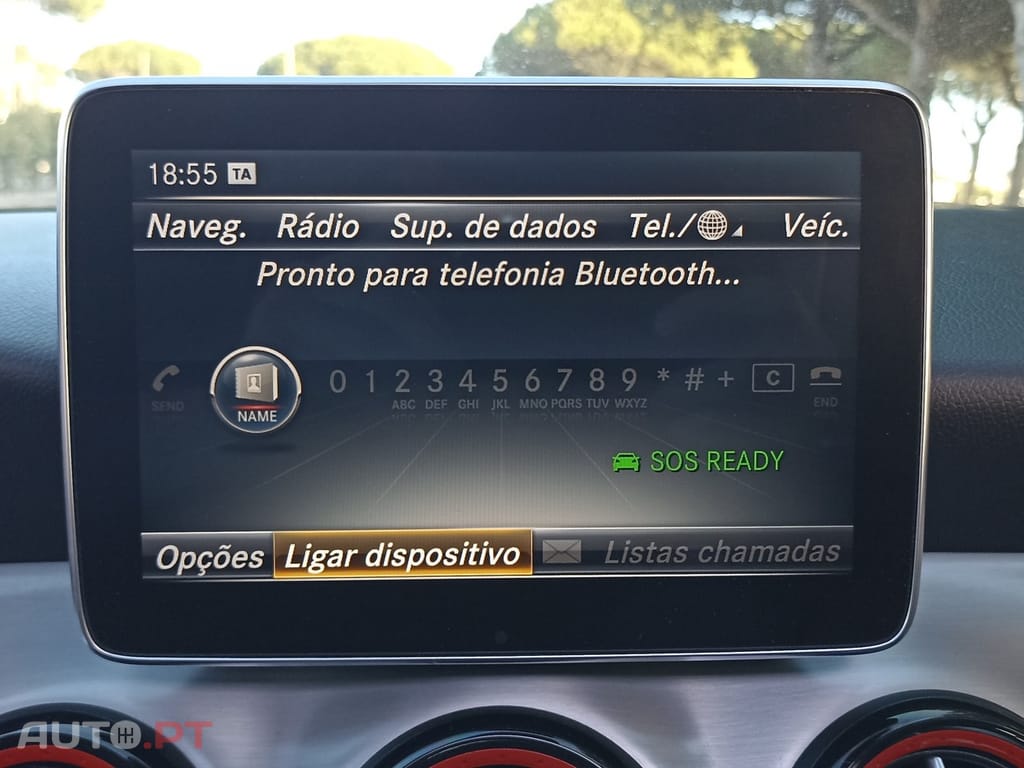 18:55 TA
Naveg. Rádio Sup. de dados Tel./ Veíc.
Pronto para telefonia Bluetooth...
SEND NAME 0 1 2 3 4 5 6 7 8 9 * # + C END
ABC DEF GHI JKL MNO PQRS TUV WXYZ
SOS READY
Opções Ligar dispositivo Listas chamadas
AUTO.PT